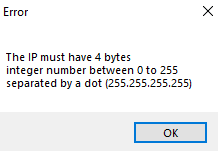 Error
The IP must have 4 bytes
integer number between 0 to 255
separated by a dot (255.255.255.255)
OK